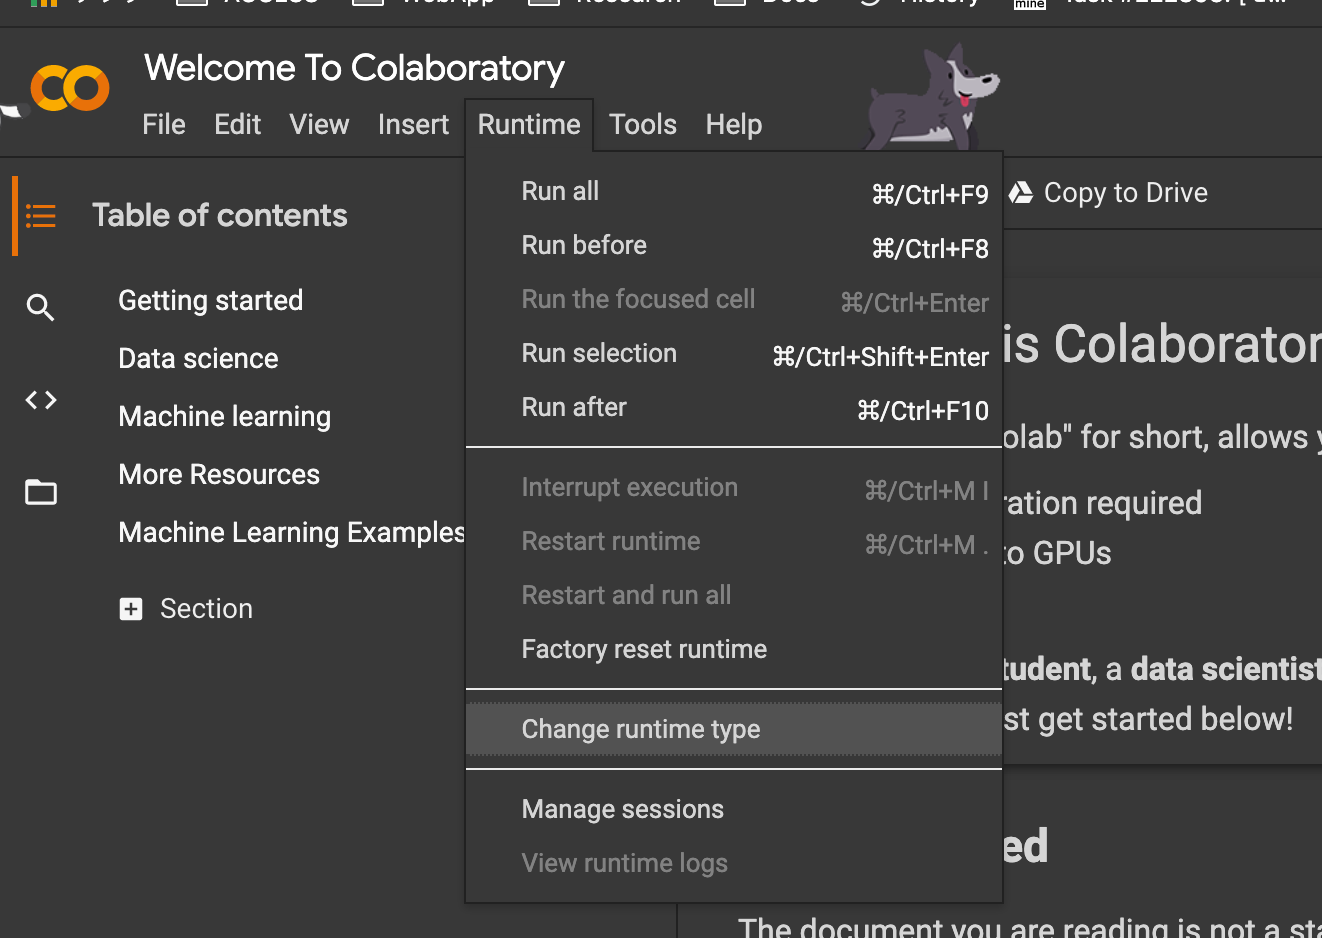 Welcome To Colaboratory
File Edit View Insert Runtime Tools Help
Table of contents
Getting started
Data science
Machine learning
More Resources
Machine Learning Examples
Section
Run all ⌘/Ctrl+F9
Run before ⌘/Ctrl+F8
Run the focused cell ⌘/Ctrl+Enter
Run selection ⌘/Ctrl+Shift+Enter
Run after ⌘/Ctrl+F10
Interrupt execution ⌘/Ctrl+M I
Restart runtime ⌘/Ctrl+M .
Restart and run all
Factory reset runtime
Change runtime type
Manage sessions
View runtime logs
Copy to Drive
is Colaborator
olab" for short, allows y
ration required
to GPUs
tudent, a data scientist
st get started below!
ed
The document you are reading is not a sta